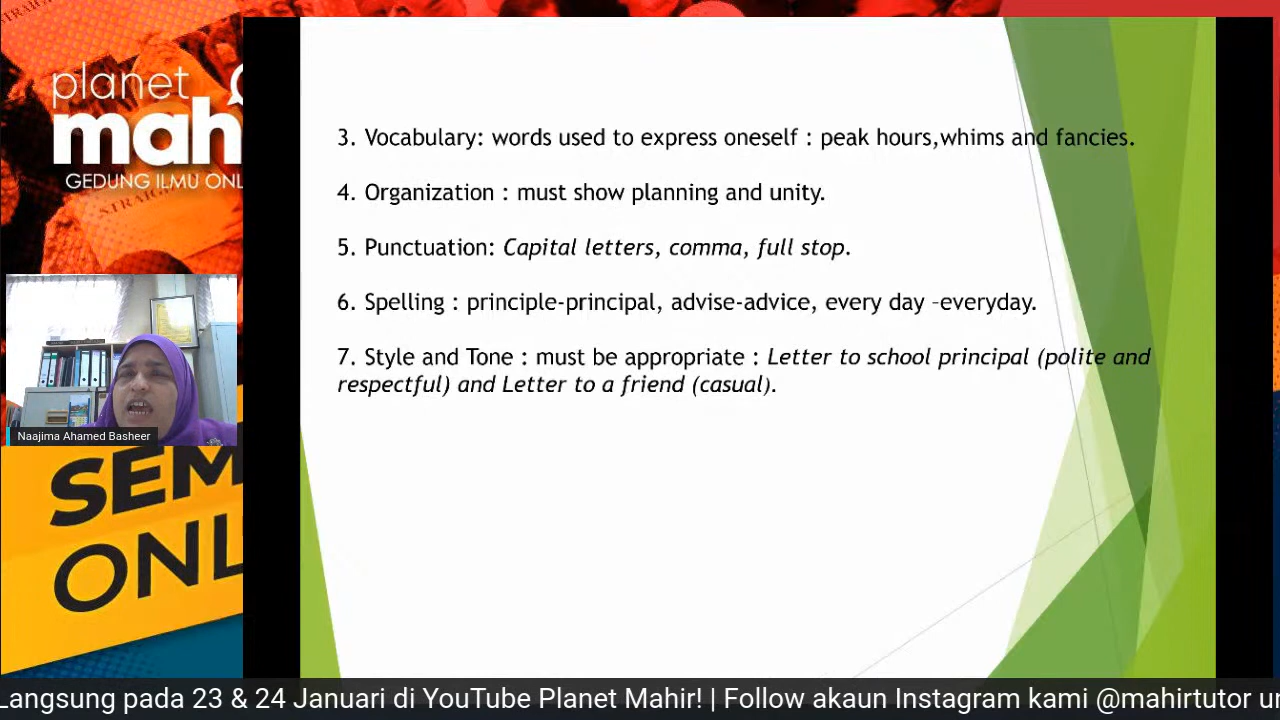 planet
mah
GEDUNG ILMU ONL
3. Vocabulary: words used to express oneself : peak hours,whims and fancies.
4. Organization : must show planning and unity.
5. Punctuation: Capital letters, comma, full stop.
6. Spelling : principle-principal, advise-advice, every day –everyday.
7. Style and Tone : must be appropriate : Letter to school principal (polite and
respectful) and Letter to a friend (casual).
Naajima Ahamed Basheer
SEM
ONL
Langsung pada 23 & 24 Januari di YouTube Planet Mahir! | Follow akaun Instagram kami @mahirtutor un